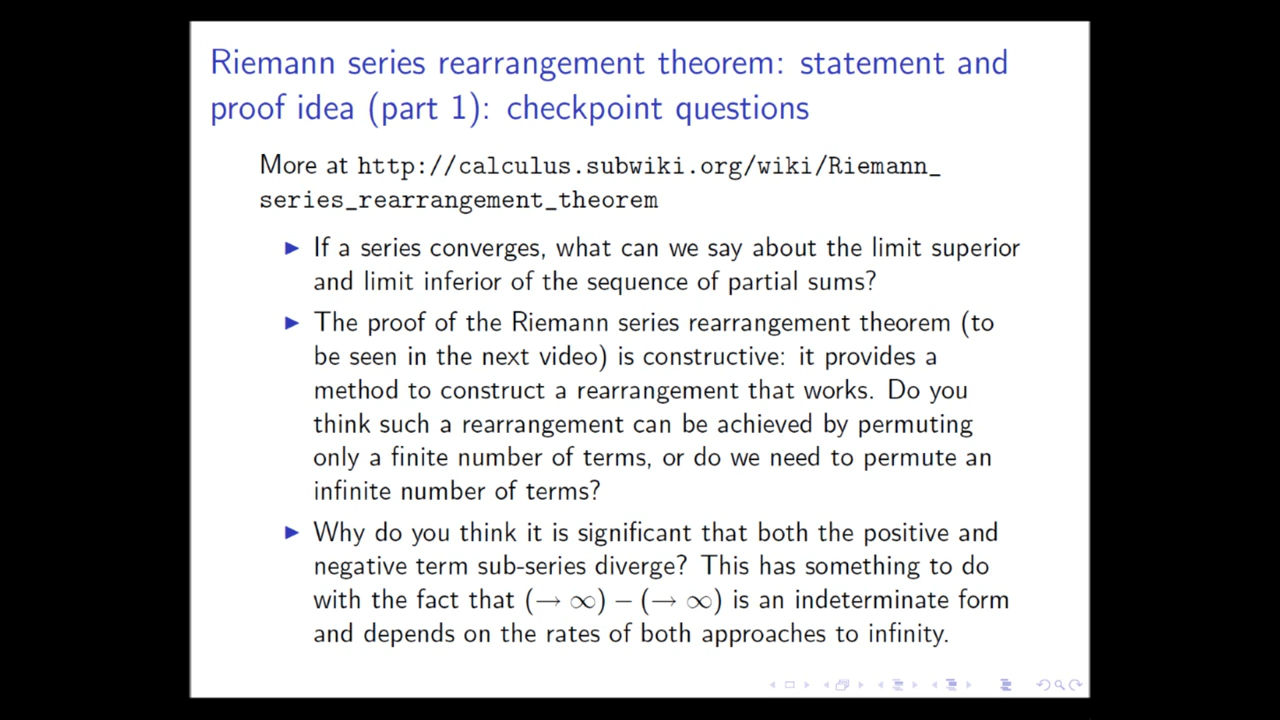 Riemann series rearrangement theorem: statement and
proof idea (part 1): checkpoint questions
More at http://calculus.subwiki.org/wiki/Riemann_
series_rearrangement_theorem
▶ If a series converges, what can we say about the limit superior
and limit inferior of the sequence of partial sums?
▶ The proof of the Riemann series rearrangement theorem (to
be seen in the next video) is constructive: it provides a
method to construct a rearrangement that works. Do you
think such a rearrangement can be achieved by permuting
only a finite number of terms, or do we need to permute an
infinite number of terms?
▶ Why do you think it is significant that both the positive and
negative term sub-series diverge? This has something to do
with the fact that (→ ∞) − (→ ∞) is an indeterminate form
and depends on the rates of both approaches to infinity.